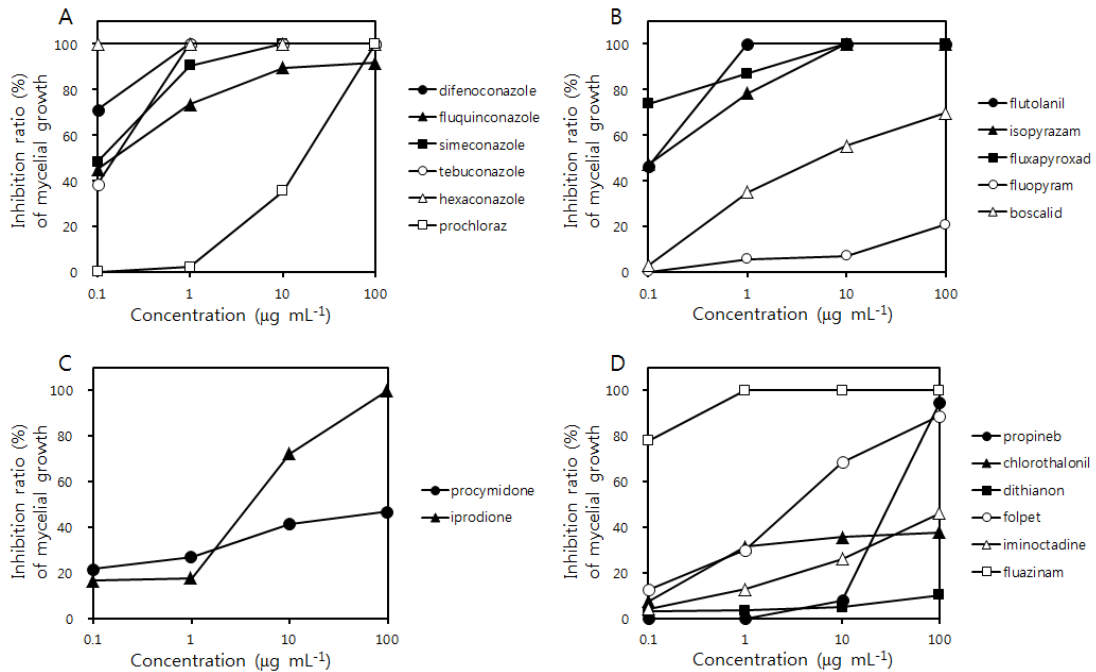 A
Inhibition ratio (%)
of mycelial growth
100
80
60
40
20
0
0.1
1
10
100
Concentration (μg mL⁻¹)
difenoconazole
fluquinconazole
simeconazole
tebuconazole
hexaconazole
prochloraz
B
Inhibition ratio (%)
of mycelial growth
100
80
60
40
20
0
0.1
1
10
100
Concentration (μg mL⁻¹)
flutolanil
isopyrazam
fluxapyroxad
fluopyram
boscalid
C
Inhibition ratio (%)
of mycelial growth
100
80
60
40
20
0
0.1
1
10
100
Concentration (μg mL⁻¹)
procymidone
iprodione
D
Inhibition ratio (%)
of mycelial growth
100
80
60
40
20
0
0.1
1
10
100
Concentration (μg mL⁻¹)
propineb
chlorothalonil
dithianon
folpet
iminoctadine
fluazinam